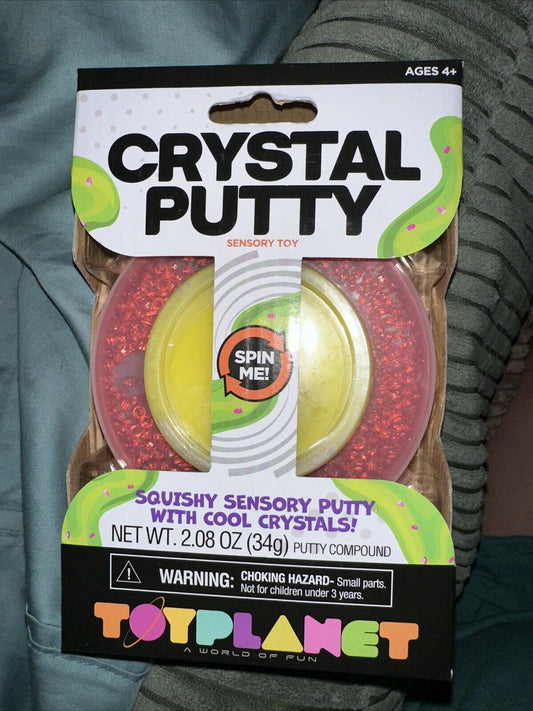 AGES 4+
CRYSTAL
PUTTY
SENSORY TOY
SPIN
ME!
SQUISHY SENSORY PUTTY
WITH COOL CRYSTALS!
NET WT. 2.08 OZ (34g) PUTTY COMPOUND
WARNING: CHOKING HAZARD- Small parts.
Not for children under 3 years.
TOYPLANET
A WORLD OF FUN